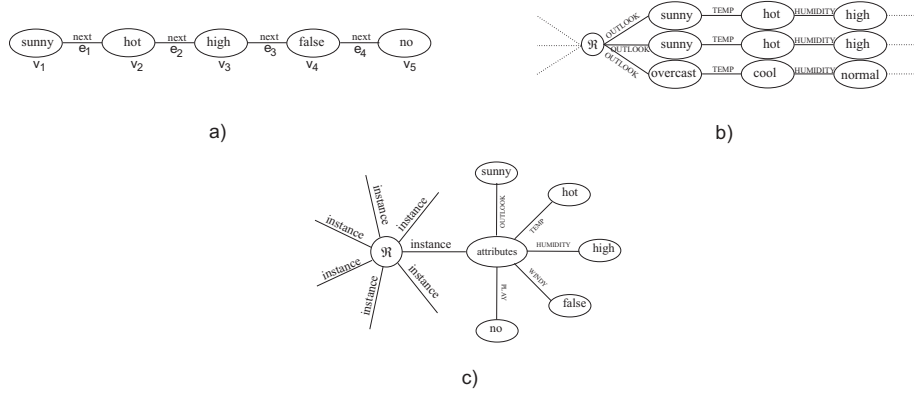 sunny next hot next high next false next no
e1 e2 e3 e4
v1 v2 v3 v4 v5
a)
OUTLOOK sunny TEMP hot HUMIDITY high
ℜ OUTLOOK sunny TEMP hot HUMIDITY high
OUTLOOK overcast TEMP cool HUMIDITY normal
b)
sunny
instance instance OUTLOOK hot
instance TEMP
ℜ instance attributes HUMIDITY high
instance instance WINDY false
instance PLAY
no
c)